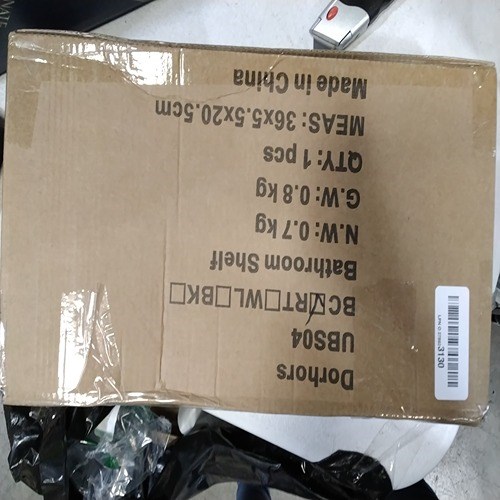 Dorhors
UBS04
BC☑RT☐WL☐BK☐
Bathroom Shelf
N.W: 0.7 kg
G.W: 0.8 kg
QTY: 1 pcs
MEAS: 36x5.5x20.5cm
Made in China
3130